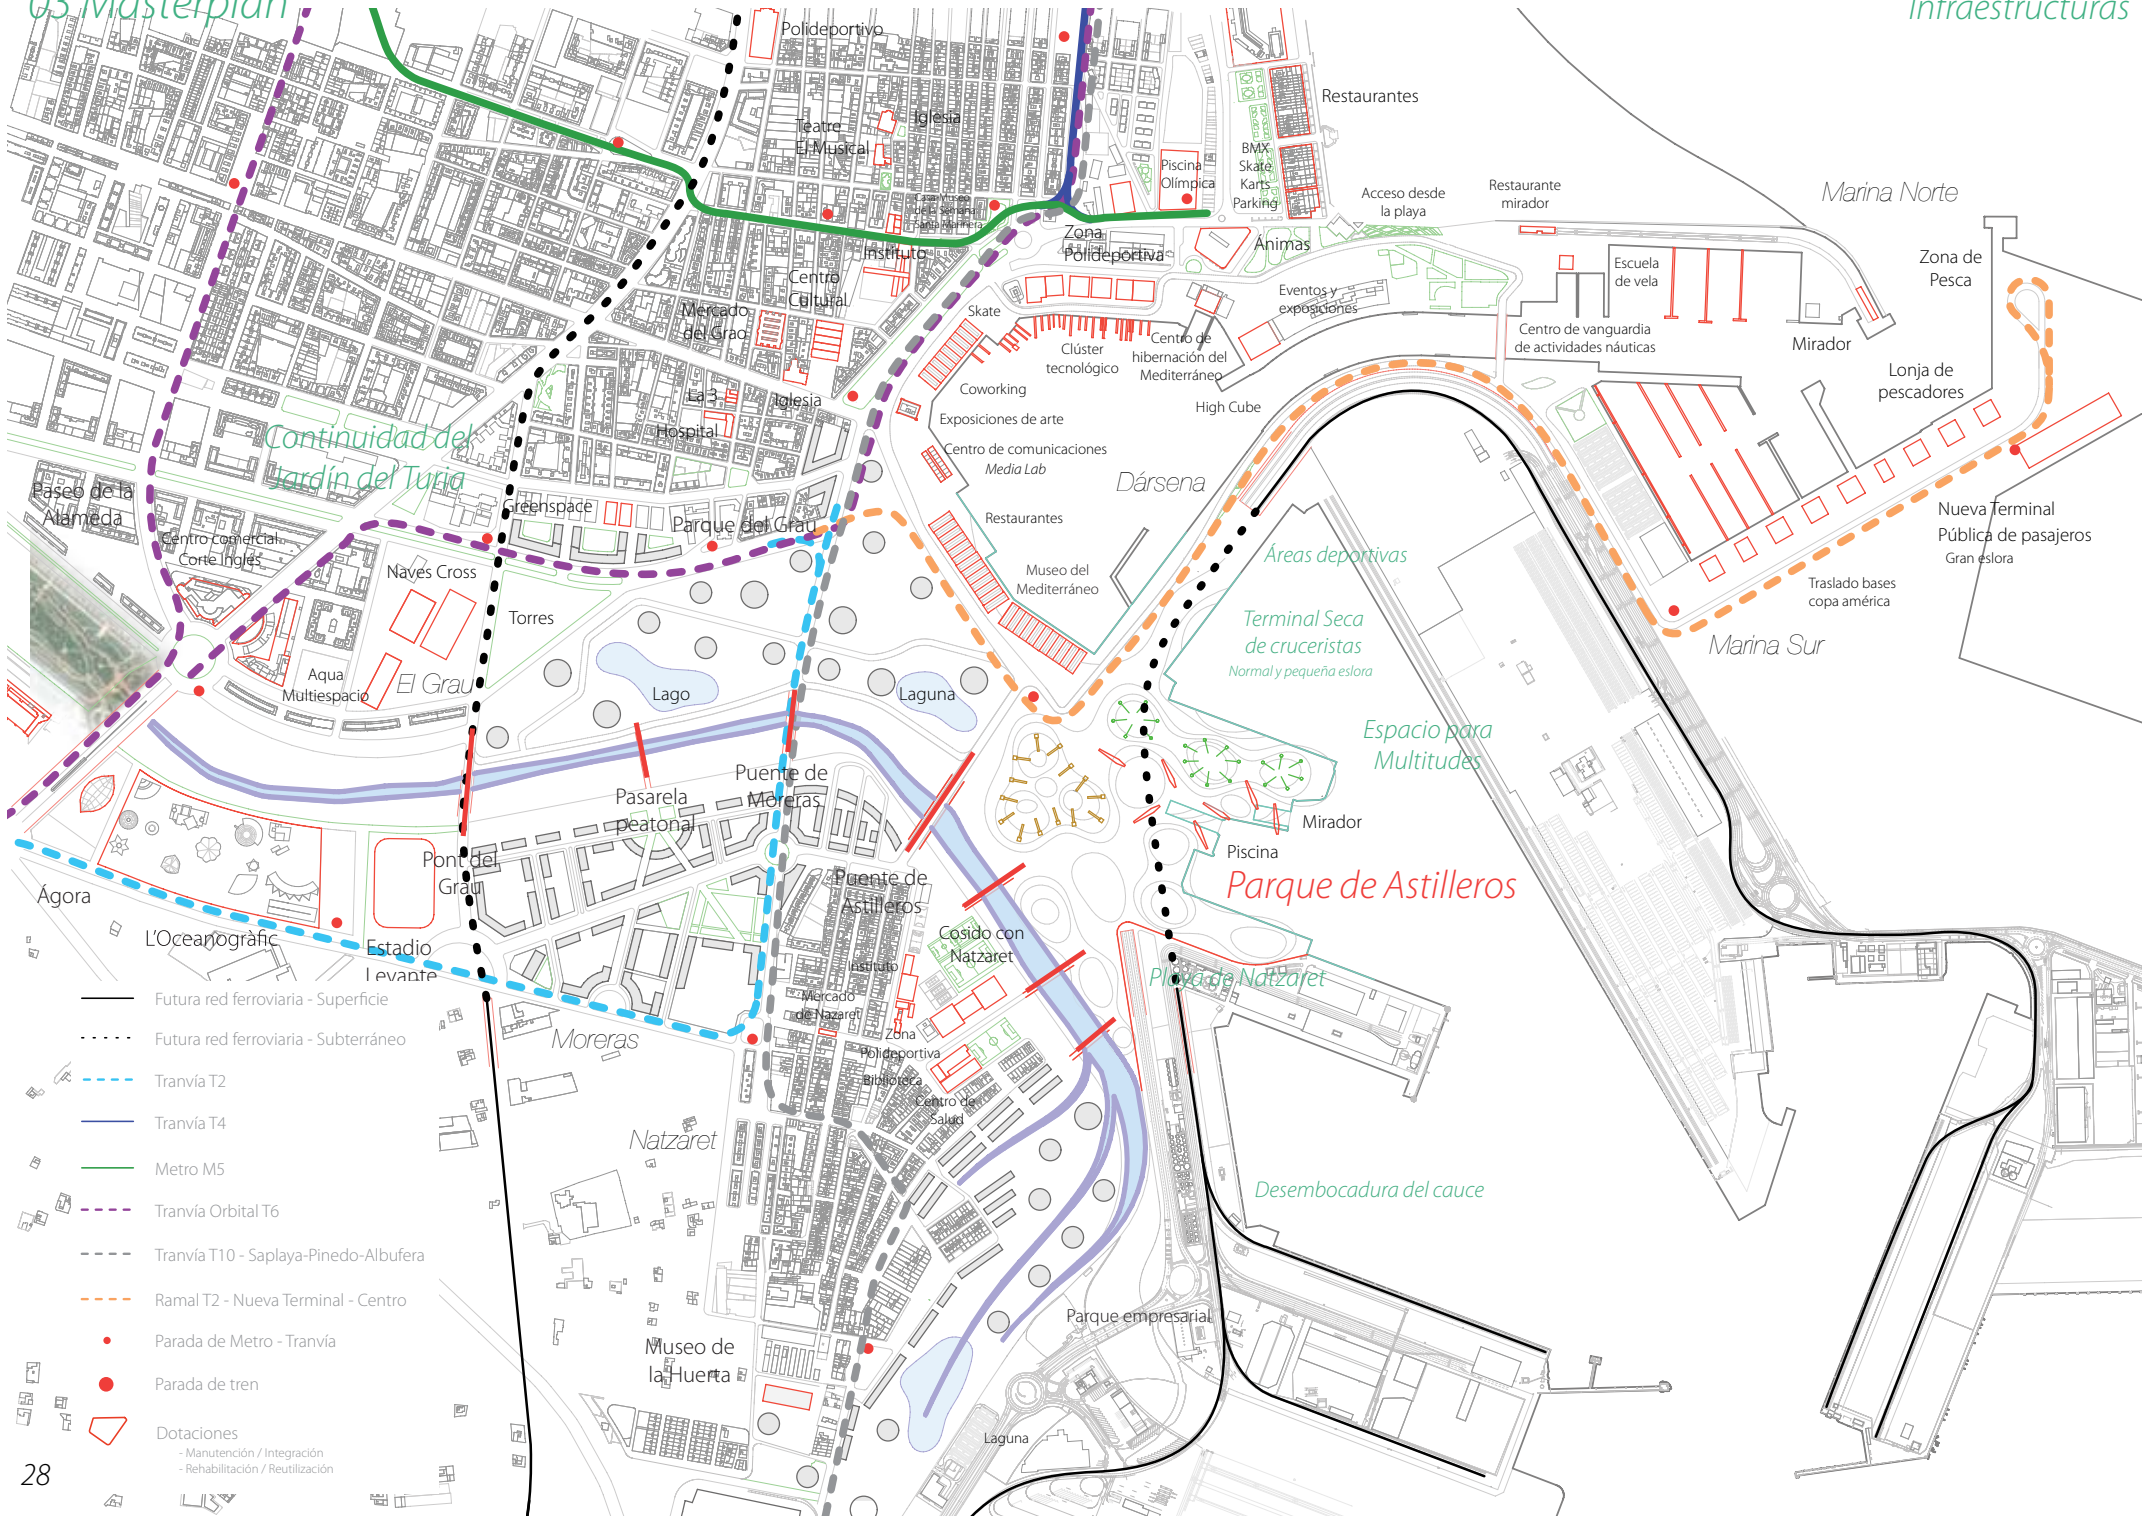 03 Masterplan
Infraestructuras
Polideportivo
Restaurantes
Teatre
El Musical
Iglesia
Piscina
Olímpica
BMX
Skate
Karts
Parking
Acceso desde
la playa
Restaurante
mirador
Marina Norte
Casa-Museo
de la Semana
Santa Marinera
Zona
Polideportiva
Ánimas
Instituto
Centro
Cultural
Escuela
de vela
Zona de
Pesca
Mercado
del Grao
Skate
Eventos y
exposiciones
Clúster
tecnológico
Centro de
hibernación del
Mediterráneo
Centro de vanguardia
de actividades náuticas
Mirador
Lonja de
pescadores
Coworking
La 3
Iglesia
High Cube
Exposiciones de arte
Hospital
Continuidad del
Jardín del Turia
Centro de comunicaciones
Media Lab
Dársena
Paseo de la
Alameda
Greenspace
Parque del Grau
Restaurantes
Nueva Terminal
Pública de pasajeros
Gran eslora
Centro comercial
Corte Inglés
Naves Cross
Áreas deportivas
Museo del
Mediterráneo
Traslado bases
copa américa
Torres
Terminal Seca
de cruceristas
Normal y pequeña eslora
Marina Sur
Aqua
Multiespacio
El Grau
Lago
Laguna
Espacio para
Multitudes
Puente de
Moreras
Pasarela
peatonal
Mirador
Piscina
Pont del
Grau
Puente de
Astilleros
Parque de Astilleros
Ágora
L'Oceanogràfic
Estadio
Levante
Cosido con
Natzaret
Instituto
Playa de Natzaret
Mercado
de Nazaret
Moreras
Zona
Polideportiva
Biblioteca
Centro de
Salud
Natzaret
Desembocadura del cauce
Parque empresarial
Museo de
la Huerta
Laguna
Futura red ferroviaria - Superficie
Futura red ferroviaria - Subterráneo
Tranvía T2
Tranvía T4
Metro M5
Tranvía Orbital T6
Tranvía T10 - Saplaya-Pinedo-Albufera
Ramal T2 - Nueva Terminal - Centro
Parada de Metro - Tranvía
Parada de tren
Dotaciones
- Manutención / Integración
- Rehabilitación / Reutilización
28